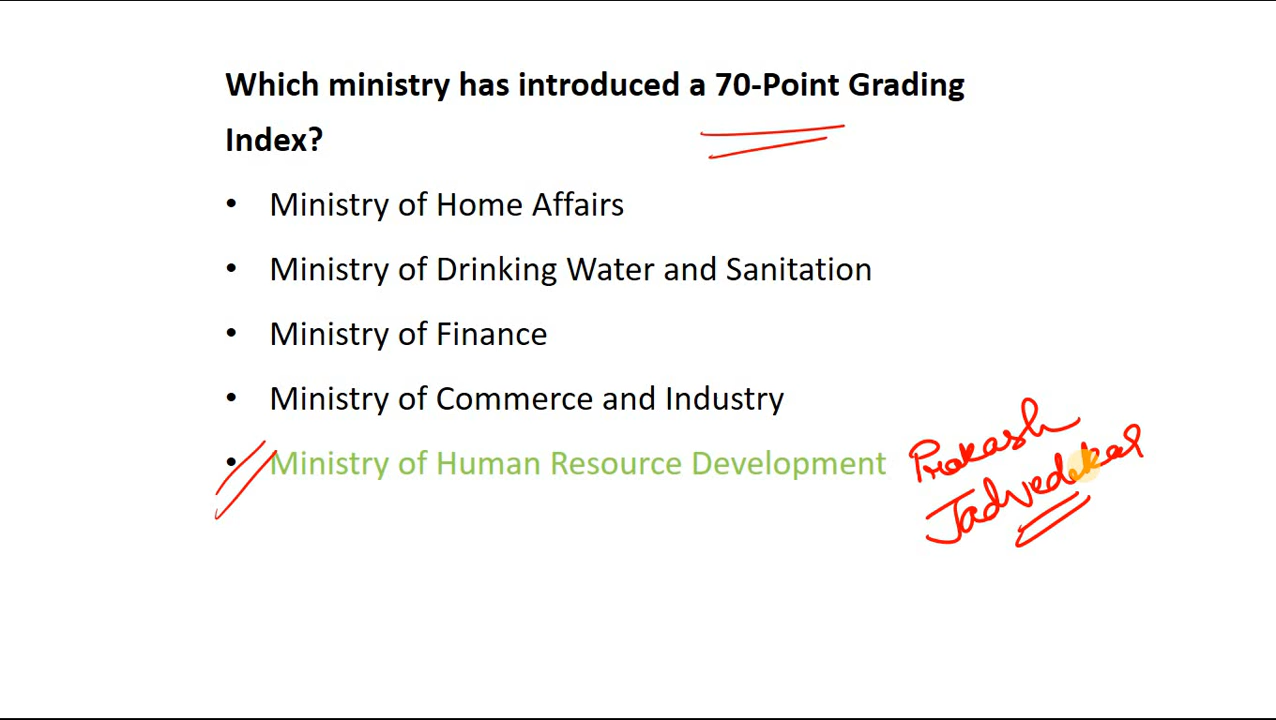 Which ministry has introduced a 70-Point Grading
Index?
• Ministry of Home Affairs
• Ministry of Drinking Water and Sanitation
• Ministry of Finance
• Ministry of Commerce and Industry
• Ministry of Human Resource Development
Prakash
Jadvedekal